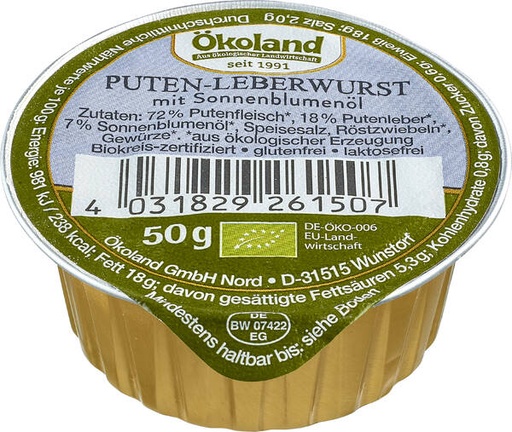 Ökoland
Aus ökologischer Landwirtschaft
seit 1991
PUTEN-LEBERWURST
mit Sonnenblumenöl
Zutaten: 72% Putenfleisch*, 18% Putenleber*,
7% Sonnenblumenöl*, Speisesalz, Röstzwiebeln*,
Gewürze*. *aus ökologischer Erzeugung
Biokreis-zertifiziert • glutenfrei • laktosefrei
4 031829 261507
50g
DE-ÖKO-006
EU-Land-
wirtschaft
Ökoland GmbH Nord • D-31515 Wunstorf
Durchschnittliche Nährwerte je 100g: Energie: 981 kJ / 238 kcal; Fett 18g; davon gesättigte Fettsäuren 5,3g; Kohlenhydrate 0,8g; davon Zucker 0,6g; Eiweiß 18g; Salz 2,0g
Mindestens haltbar bis: siehe Boden
DE
BW 07422
EG